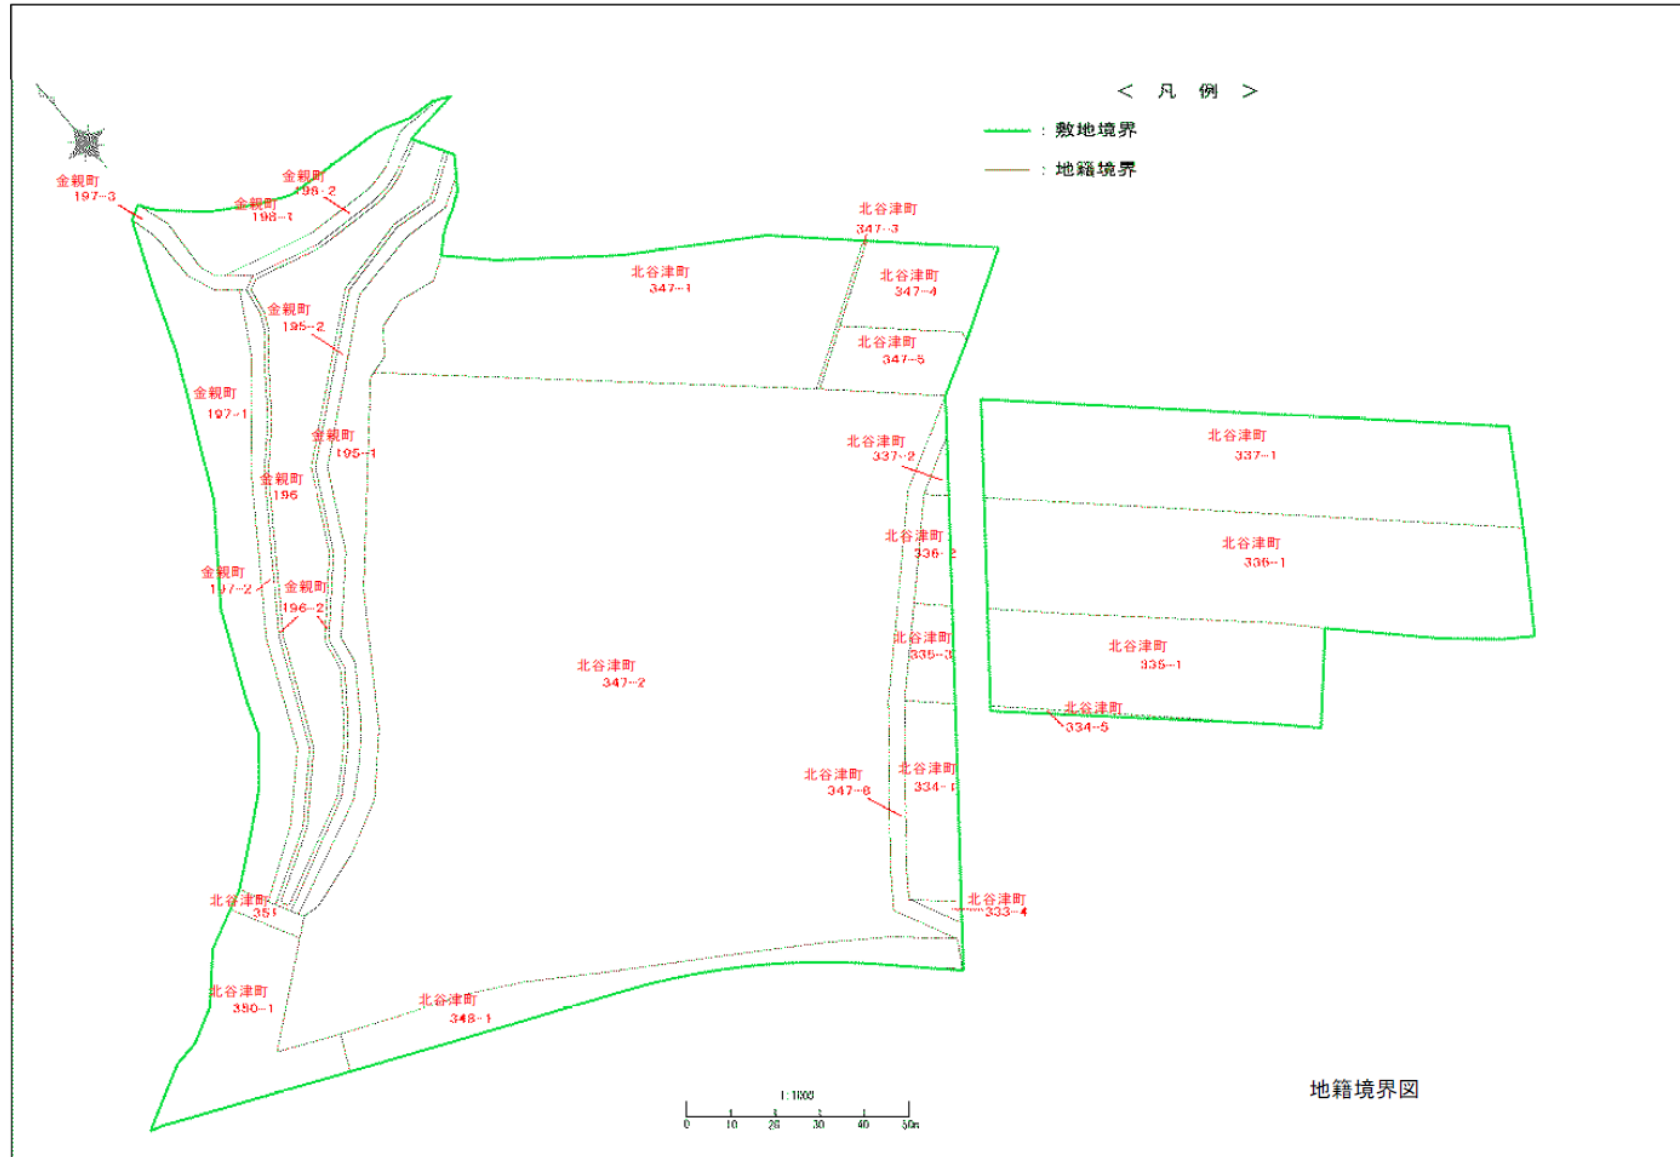 ＜ 凡 例 ＞
：敷地境界
：地籍境界
金親町
197-3
金親町
198-2
金親町
198-1
北谷津町
347-3
北谷津町
347-1
北谷津町
347-4
金親町
195-2
北谷津町
347-5
金親町
197-1
金親町
195-1
北谷津町
337-2
北谷津町
337-1
金親町
196
北谷津町
336-2
北谷津町
336-1
金親町
197-2
金親町
196-2
北谷津町
335-3
北谷津町
335-1
北谷津町
347-2
北谷津町
334-5
北谷津町
347-8
北谷津町
334-1
北谷津町
351
北谷津町
333-4
北谷津町
350-1
北谷津町
348-1
地籍境界図
1:1000
0 10 20 30 40 50m